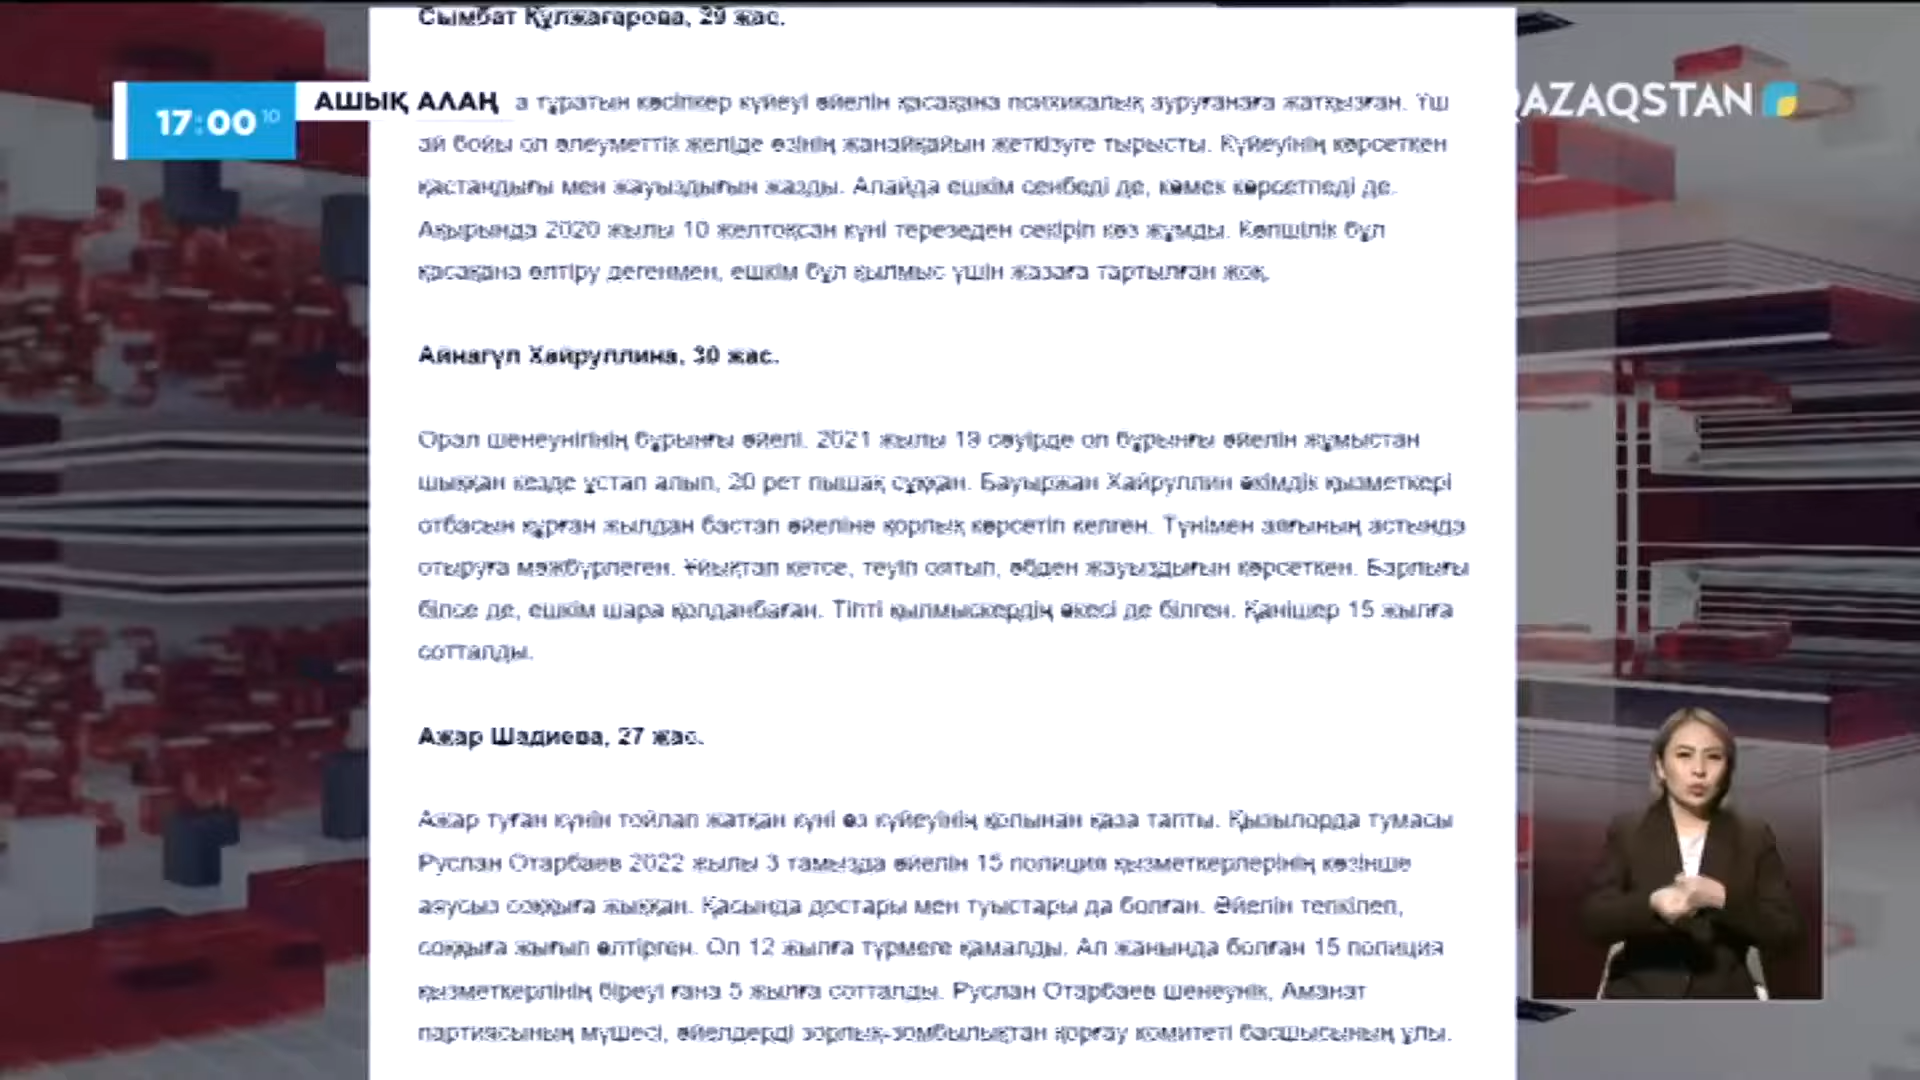 Сымбат Құлжағарова, 29 жас.
17:00 10
АШЫҚ АЛАҢ
QAZAQSTAN
а тұратын кәсіпкер күйеуі әйелін қасақана психикалық ауруханаға жатқызған. Үш
ай бойы ол әлеуметтік желіде өзінің жанайқайын жеткізуге тырысты. Күйеуінің көрсеткен
қастандығы мен жауыздығын жазды. Алайда ешкім сенбеді де, көмек көрсетпеді де.
Ақырында 2020 жылы 10 желтоқсан күні терезеден секіріп көз жұмды. Көпшілік бұл
қасақана өлтіру дегенмен, ешкім бұл қылмыс үшін жазаға тартылған жоқ.
Айнагүл Хайруллина, 30 жас.
Орал шенеунігінің бұрынғы әйелі. 2021 жылы 19 сәуірде ол бұрынғы әйелін жұмыстан
шыққан кезде ұстап алып, 20 рет пышақ сұққан. Бауыржан Хайруллин әкімдік қызметкері
отбасын құрған жылдан бастап әйеліне қорлық көрсетіп келген. Түнімен аяғының астында
отыруға мәжбүрлеген. Ұйықтап кетсе, теуіп оятып, әбден жауыздығын көрсеткен. Барлығы
білсе де, ешкім шара қолданбаған. Тіпті қылмыскердің әкесі де білген. Қанішер 15 жылға
сотталды.
Ажар Шадиева, 27 жас.
Ажар туған күнін тойлап жатқан күні өз күйеуінің қолынан қаза тапты. Қызылорда тумасы
Руслан Отарбаев 2022 жылы 3 тамызда әйелін 15 полиция қызметкерлерінің көзінше
аяусыз соққыға жыққан. Қасында достары мен туыстары да болған. Әйелін тепкілеп,
соққыға жығып өлтірген. Ол 12 жылға түрмеге қамалды. Ал жанында болған 15 полиция
қызметкерлінің біреуі ғана 5 жылға сотталды. Руслан Отарбаев шенеунік, Аманат
партиясының мүшесі, әйелдерді зорлық-зомбылықтан қорғау комитеті басшысының ұлы.